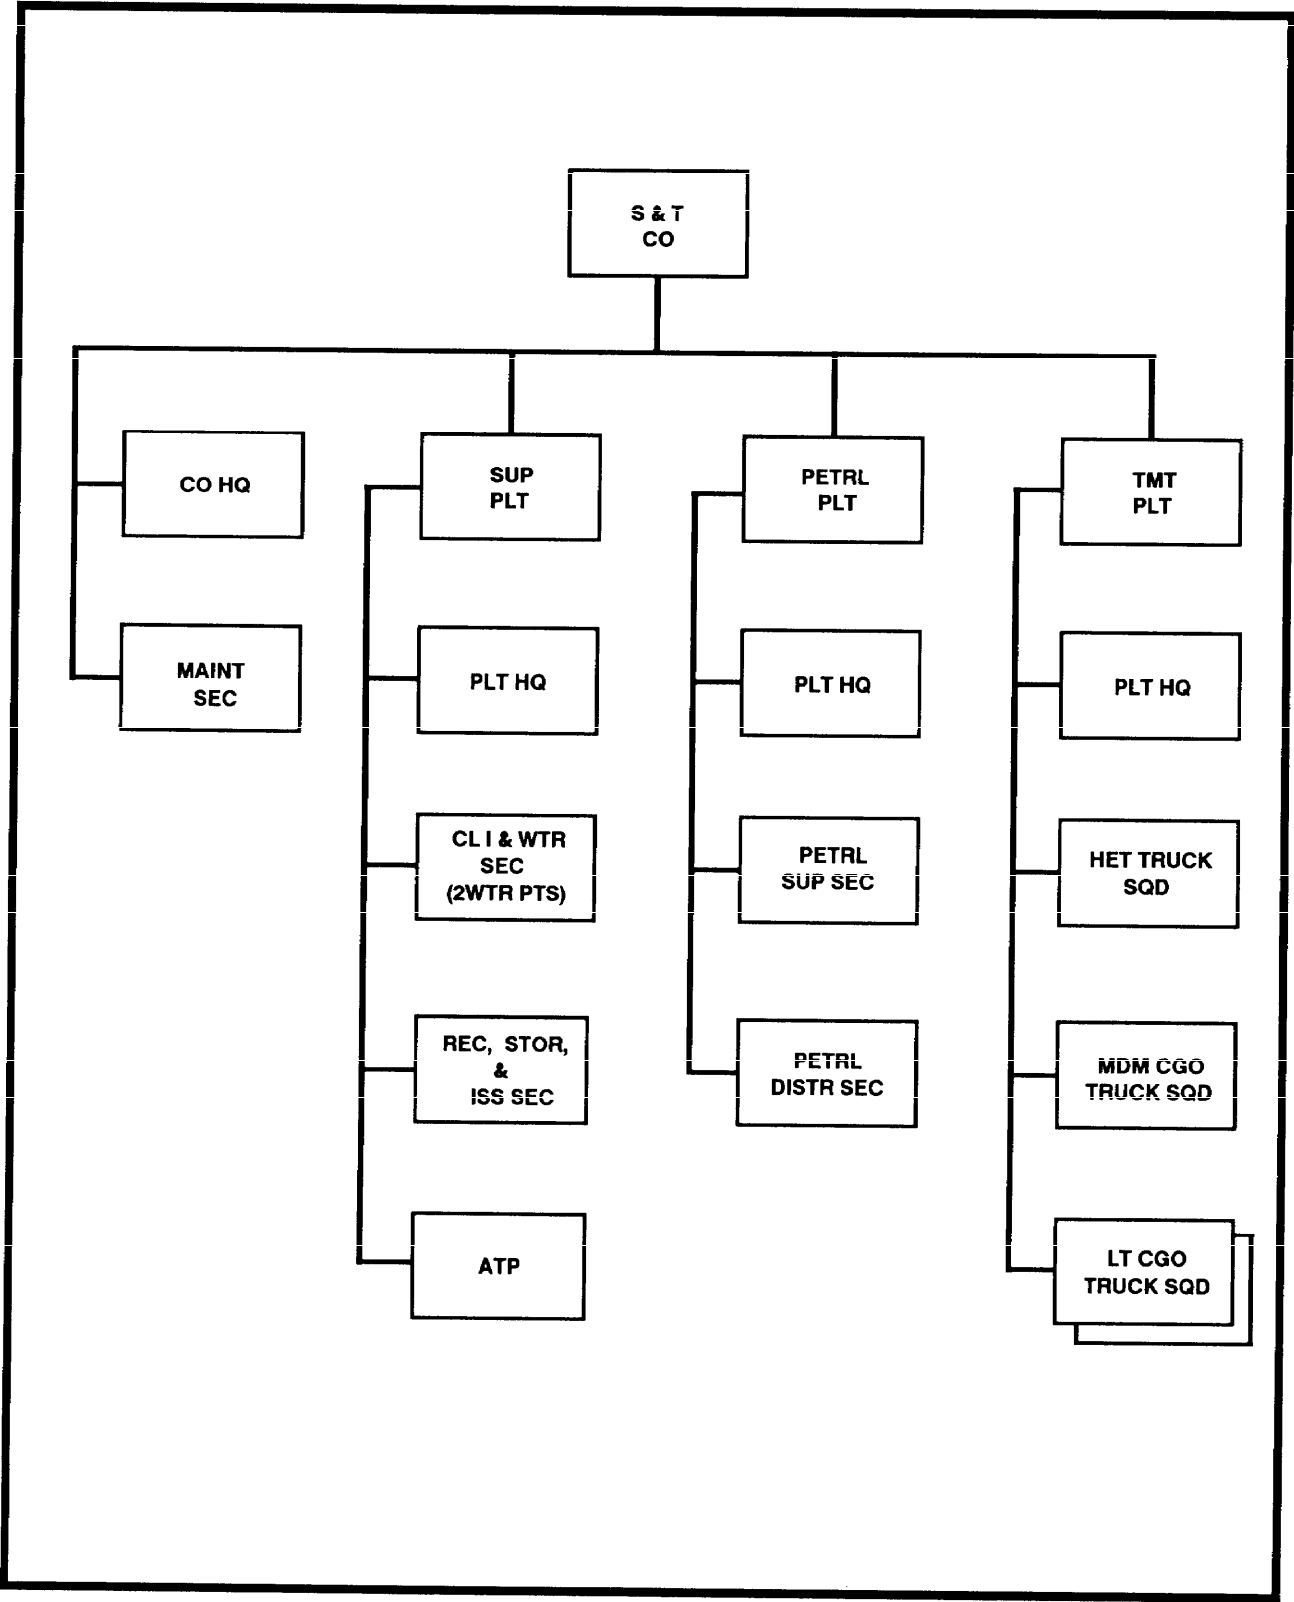 S & T
CO
CO HQ
MAINT
SEC
SUP
PLT
PLT HQ
CL I & WTR
SEC
(2WTR PTS)
REC, STOR,
&
ISS SEC
ATP
PETRL
PLT
PLT HQ
PETRL
SUP SEC
PETRL
DISTR SEC
TMT
PLT
PLT HQ
HET TRUCK
SQD
MDM CGO
TRUCK SQD
LT CGO
TRUCK SQD